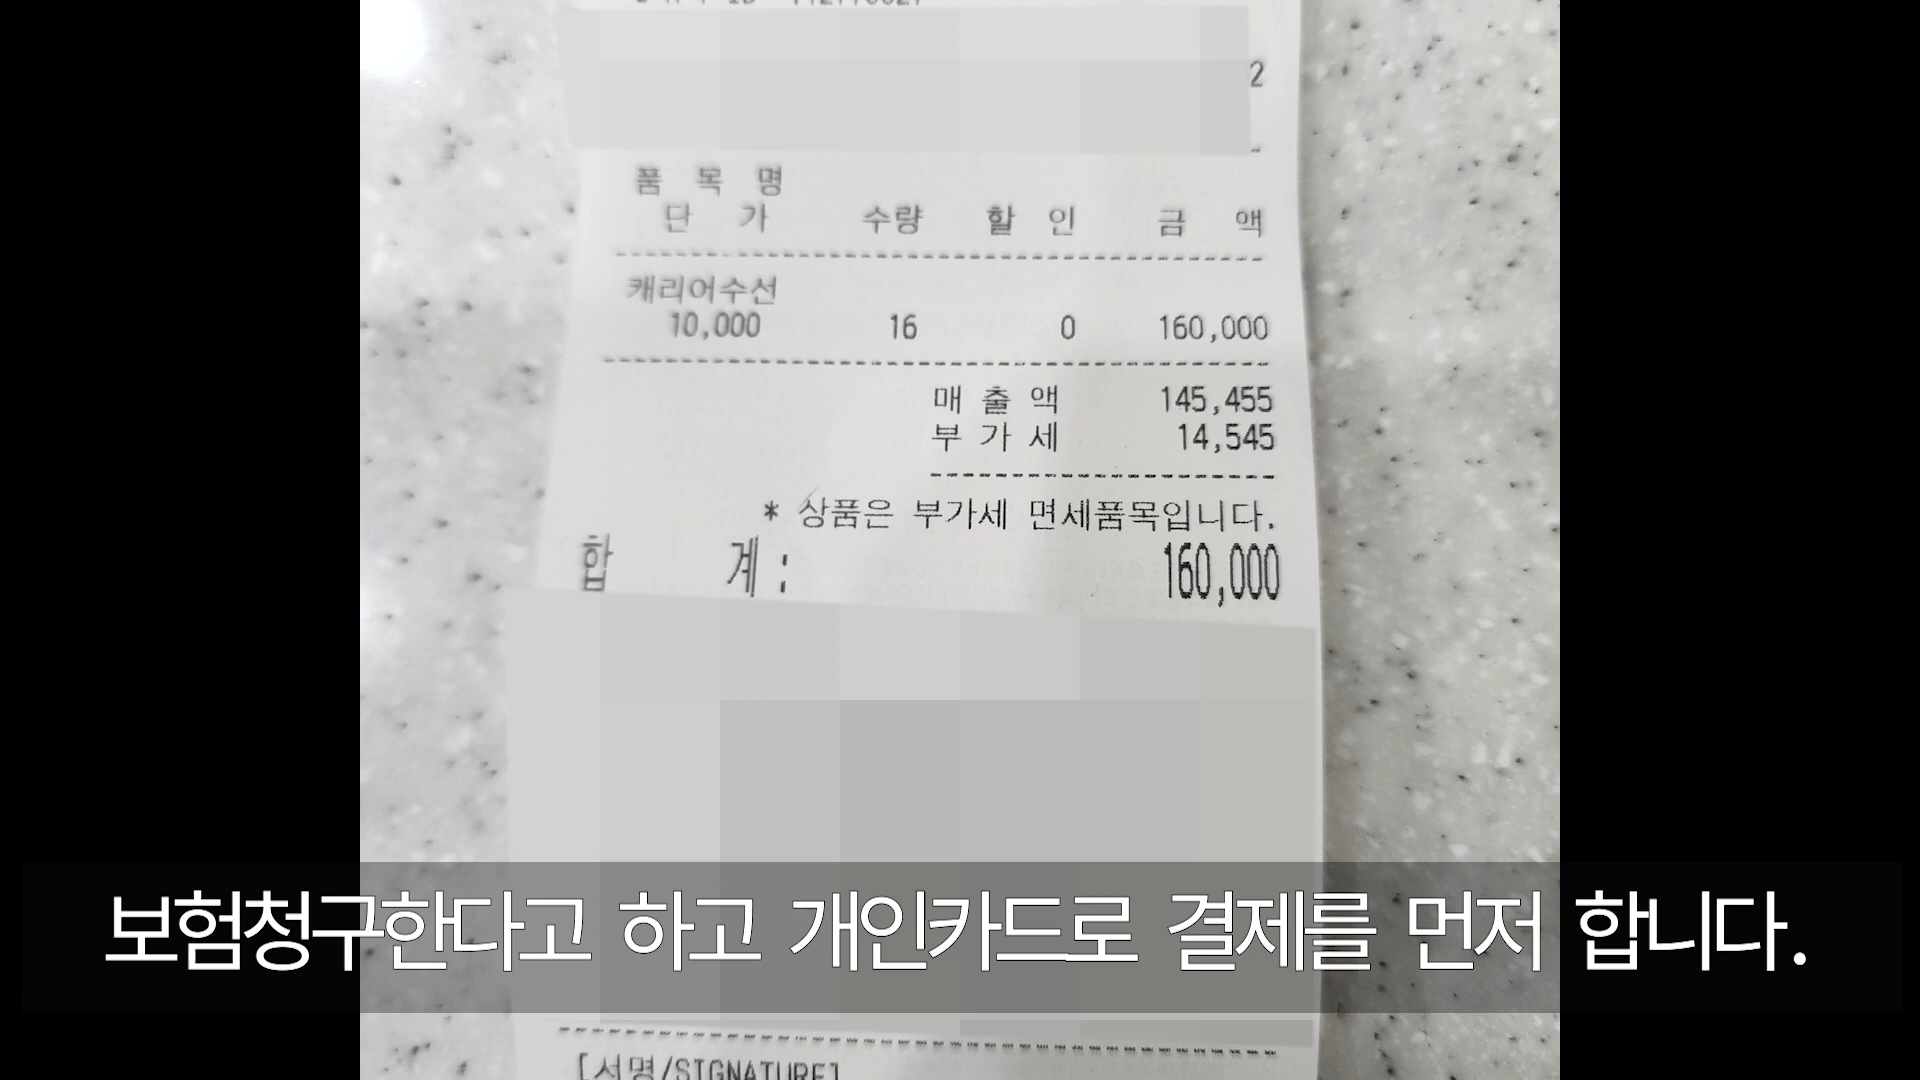 2
품 목 명
단 가 수량 할 인 금 액
캐리어수선
10,000 16 0 160,000
매 출 액 145,455
부 가 세 14,545
* 상품은 부가세 면세품목입니다.
합 계 : 160,000
보험청구한다고 하고 개인카드로 결제를 먼저 합니다.
[서명/SIGNATURE]